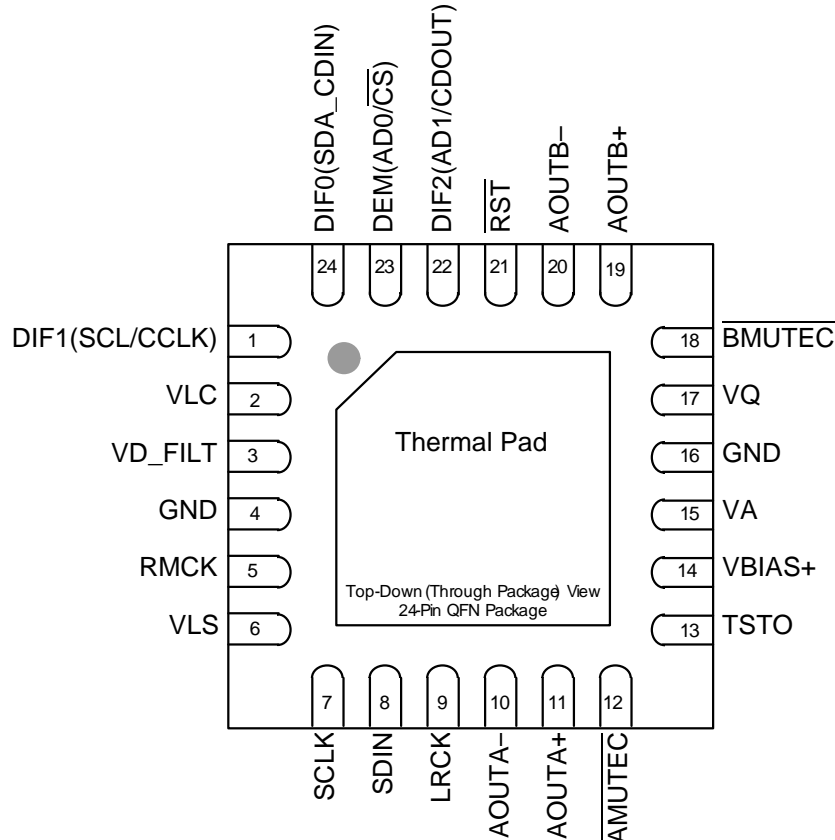 DIF0(SDA_CDIN)
DEM(AD0/CS)
DIF2(AD1/CDOUT)
RST
AOUTB–
AOUTB+
24
23
22
21
20
19
DIF1(SCL/CCLK) 1
18 BMUTEC
VLC 2
17 VQ
VD_FILT 3
16 GND
GND 4
15 VA
RMCK 5
14 VBIAS+
VLS 6
13 TSTO
Thermal Pad
Top-Down (Through Package) View
24-Pin QFN Package
7
8
9
10
11
12
SCLK
SDIN
LRCK
AOUTA–
AOUTA+
AMUTEC